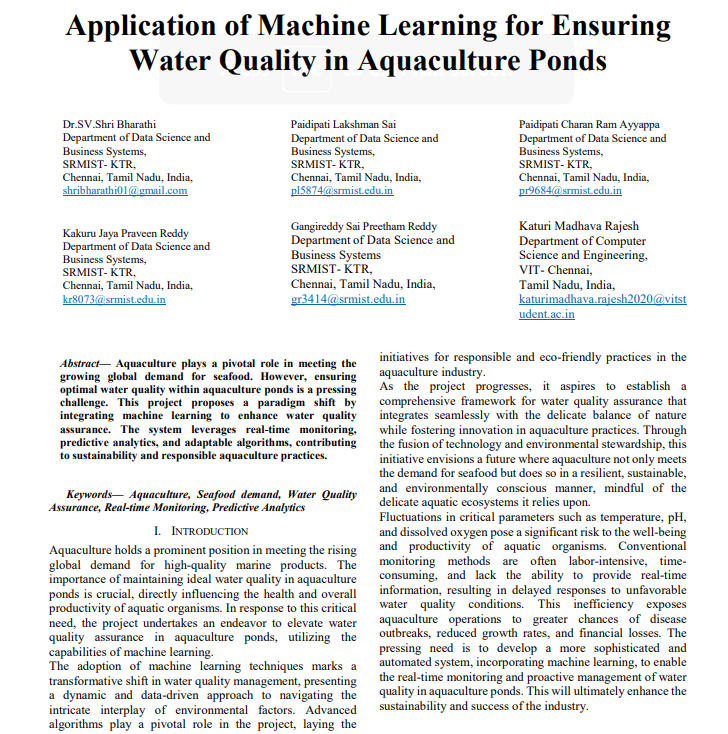 Application of Machine Learning for Ensuring
Water Quality in Aquaculture Ponds
Dr.SV.Shri Bharathi
Department of Data Science and
Business Systems,
SRMIST- KTR,
Chennai, Tamil Nadu, India,
shribharathi01@gmail.com
Paidipati Lakshman Sai
Department of Data Science and
Business Systems,
SRMIST- KTR,
Chennai, Tamil Nadu, India,
pl5874@srmist.edu.in
Paidipati Charan Ram Ayyappa
Department of Data Science and
Business Systems,
SRMIST- KTR,
Chennai, Tamil Nadu, India,
pr9684@srmist.edu.in
Kakuru Jaya Praveen Reddy
Department of Data Science and
Business Systems,
SRMIST- KTR,
Chennai, Tamil Nadu, India,
kr8073@srmist.edu.in
Gangireddy Sai Preetham Reddy
Department of Data Science and
Business Systems
SRMIST- KTR,
Chennai, Tamil Nadu, India,
gr3414@srmist.edu.in
Katuri Madhava Rajesh
Department of Computer
Science and Engineering,
VIT- Chennai,
Tamil Nadu, India,
katurimadhava.rajesh2020@vitst
udent.ac.in
Abstract— Aquaculture plays a pivotal role in meeting the
growing global demand for seafood. However, ensuring
optimal water quality within aquaculture ponds is a pressing
challenge. This project proposes a paradigm shift by
integrating machine learning to enhance water quality
assurance. The system leverages real-time monitoring,
predictive analytics, and adaptable algorithms, contributing
to sustainability and responsible aquaculture practices.
Keywords— Aquaculture, Seafood demand, Water Quality
Assurance, Real-time Monitoring, Predictive Analytics
I. INTRODUCTION
Aquaculture holds a prominent position in meeting the rising
global demand for high-quality marine products. The
importance of maintaining ideal water quality in aquaculture
ponds is crucial, directly influencing the health and overall
productivity of aquatic organisms. In response to this critical
need, the project undertakes an endeavor to elevate water
quality assurance in aquaculture ponds, utilizing the
capabilities of machine learning.
The adoption of machine learning techniques marks a
transformative shift in water quality management, presenting
a dynamic and data-driven approach to navigating the
intricate interplay of environmental factors. Advanced
algorithms play a pivotal role in the project, laying the
initiatives for responsible and eco-friendly practices in the
aquaculture industry.
As the project progresses, it aspires to establish a
comprehensive framework for water quality assurance that
integrates seamlessly with the delicate balance of nature
while fostering innovation in aquaculture practices. Through
the fusion of technology and environmental stewardship, this
initiative envisions a future where aquaculture not only meets
the demand for seafood but does so in a resilient, sustainable,
and environmentally conscious manner, mindful of the
delicate aquatic ecosystems it relies upon.
Fluctuations in critical parameters such as temperature, pH,
and dissolved oxygen pose a significant risk to the well-being
and productivity of aquatic organisms. Conventional
monitoring methods are often labor-intensive, time-
consuming, and lack the ability to provide real-time
information, resulting in delayed responses to unfavorable
water quality conditions. This inefficiency exposes
aquaculture operations to greater chances of disease
outbreaks, reduced growth rates, and financial losses. The
pressing need is to develop a more sophisticated and
automated system, incorporating machine learning, to enable
the real-time monitoring and proactive management of water
quality in aquaculture ponds. This will ultimately enhance the
sustainability and success of the industry.